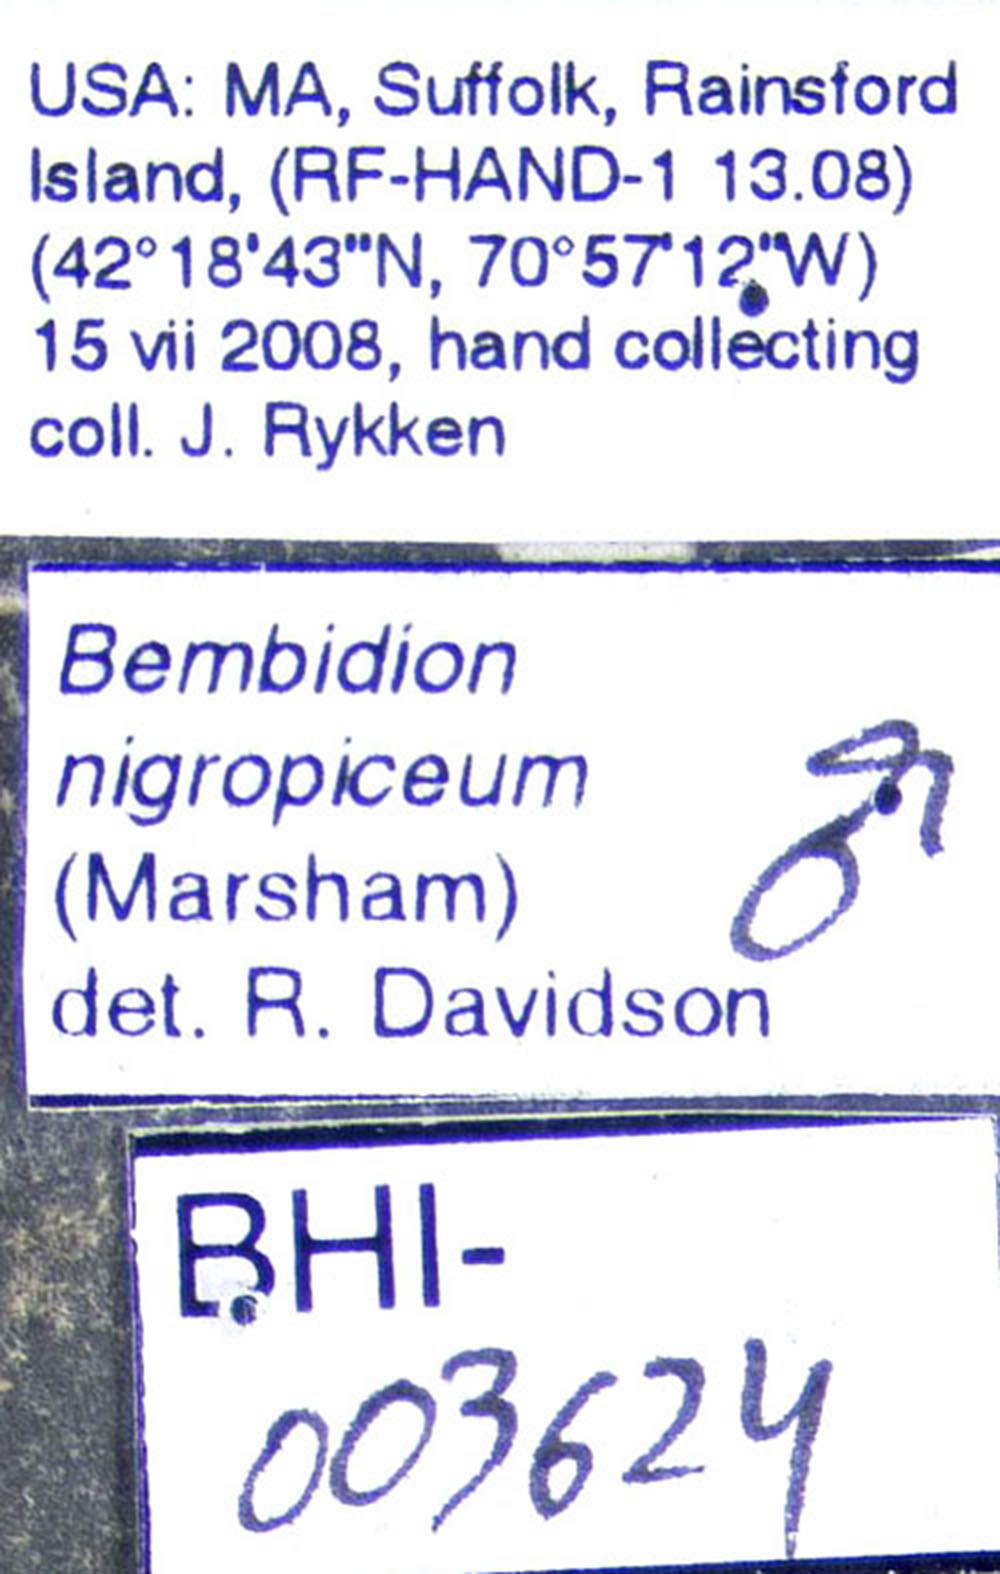 USA: MA, Suffolk, Rainsford
Island, (RF-HAND-1 13.08)
(42°18'43"N, 70°57'12"W)
15 vii 2008, hand collecting
coll. J. Rykken
Bembidion
nigropiceum
(Marsham)
♂
det. R. Davidson
BHI-
003624